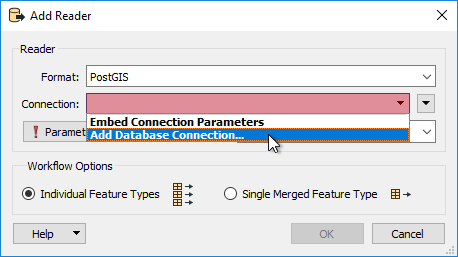 Add Reader
Reader
Format: PostGIS
Connection:
Embed Connection Parameters
Add Database Connection...
Workflow Options
Individual Feature Types
Single Merged Feature Type
Help
OK
Cancel